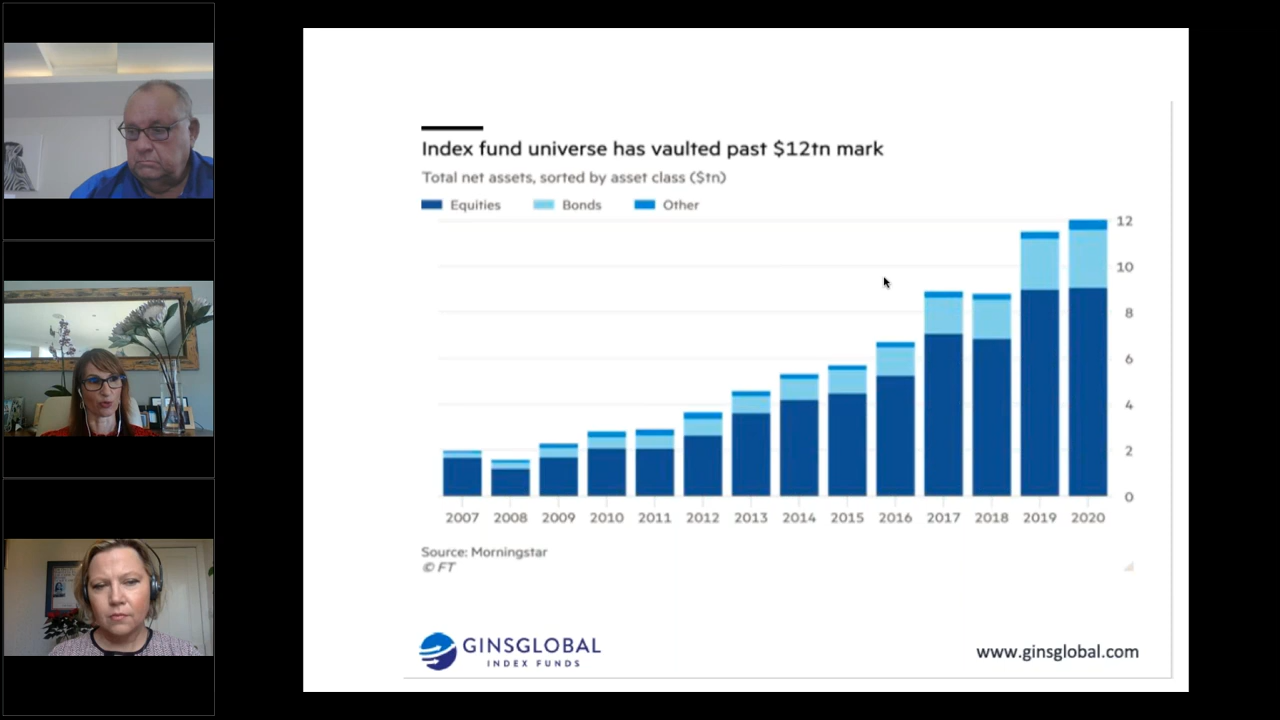 Index fund universe has vaulted past $12tn mark
Total net assets, sorted by asset class ($tn)
Equities Bonds Other
12
10
8
6
4
2
0
2007 2008 2009 2010 2011 2012 2013 2014 2015 2016 2017 2018 2019 2020
Source: Morningstar
© FT
GINSGLOBAL
INDEX FUNDS
www.ginsglobal.com